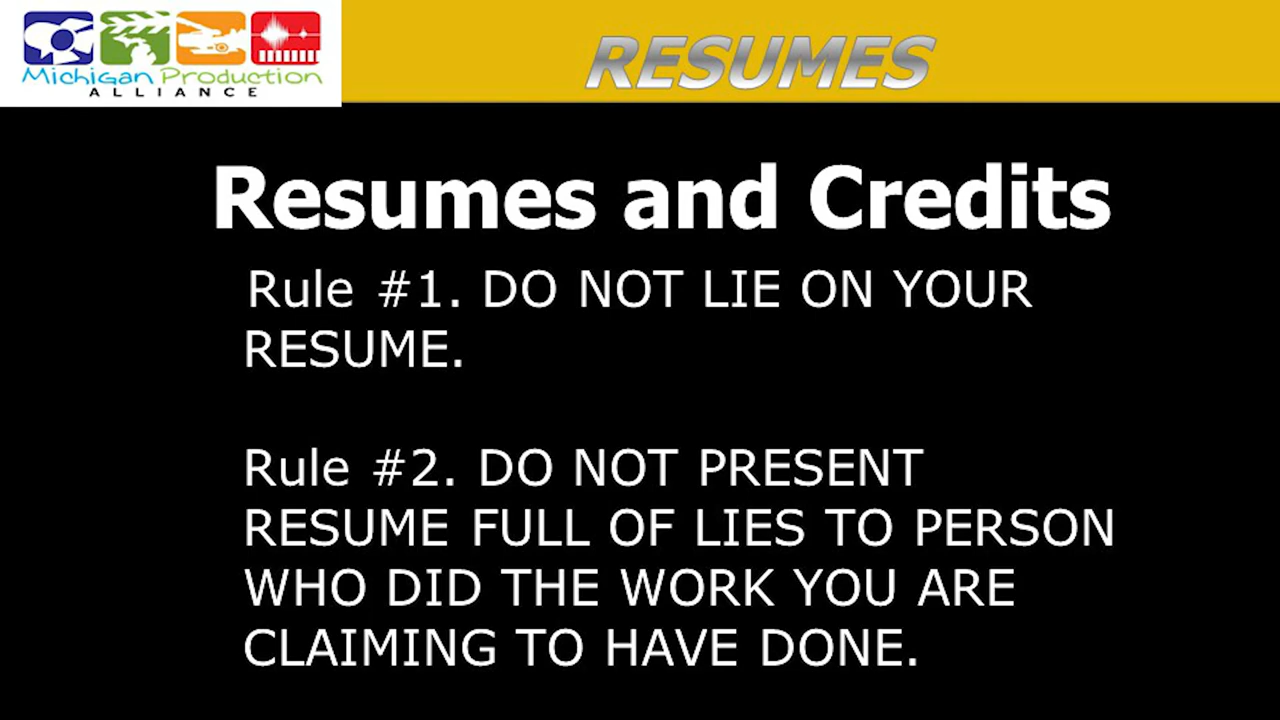 Michigan Production
ALLIANCE
RESUMES
Resumes and Credits
Rule #1. DO NOT LIE ON YOUR
RESUME.
Rule #2. DO NOT PRESENT
RESUME FULL OF LIES TO PERSON
WHO DID THE WORK YOU ARE
CLAIMING TO HAVE DONE.